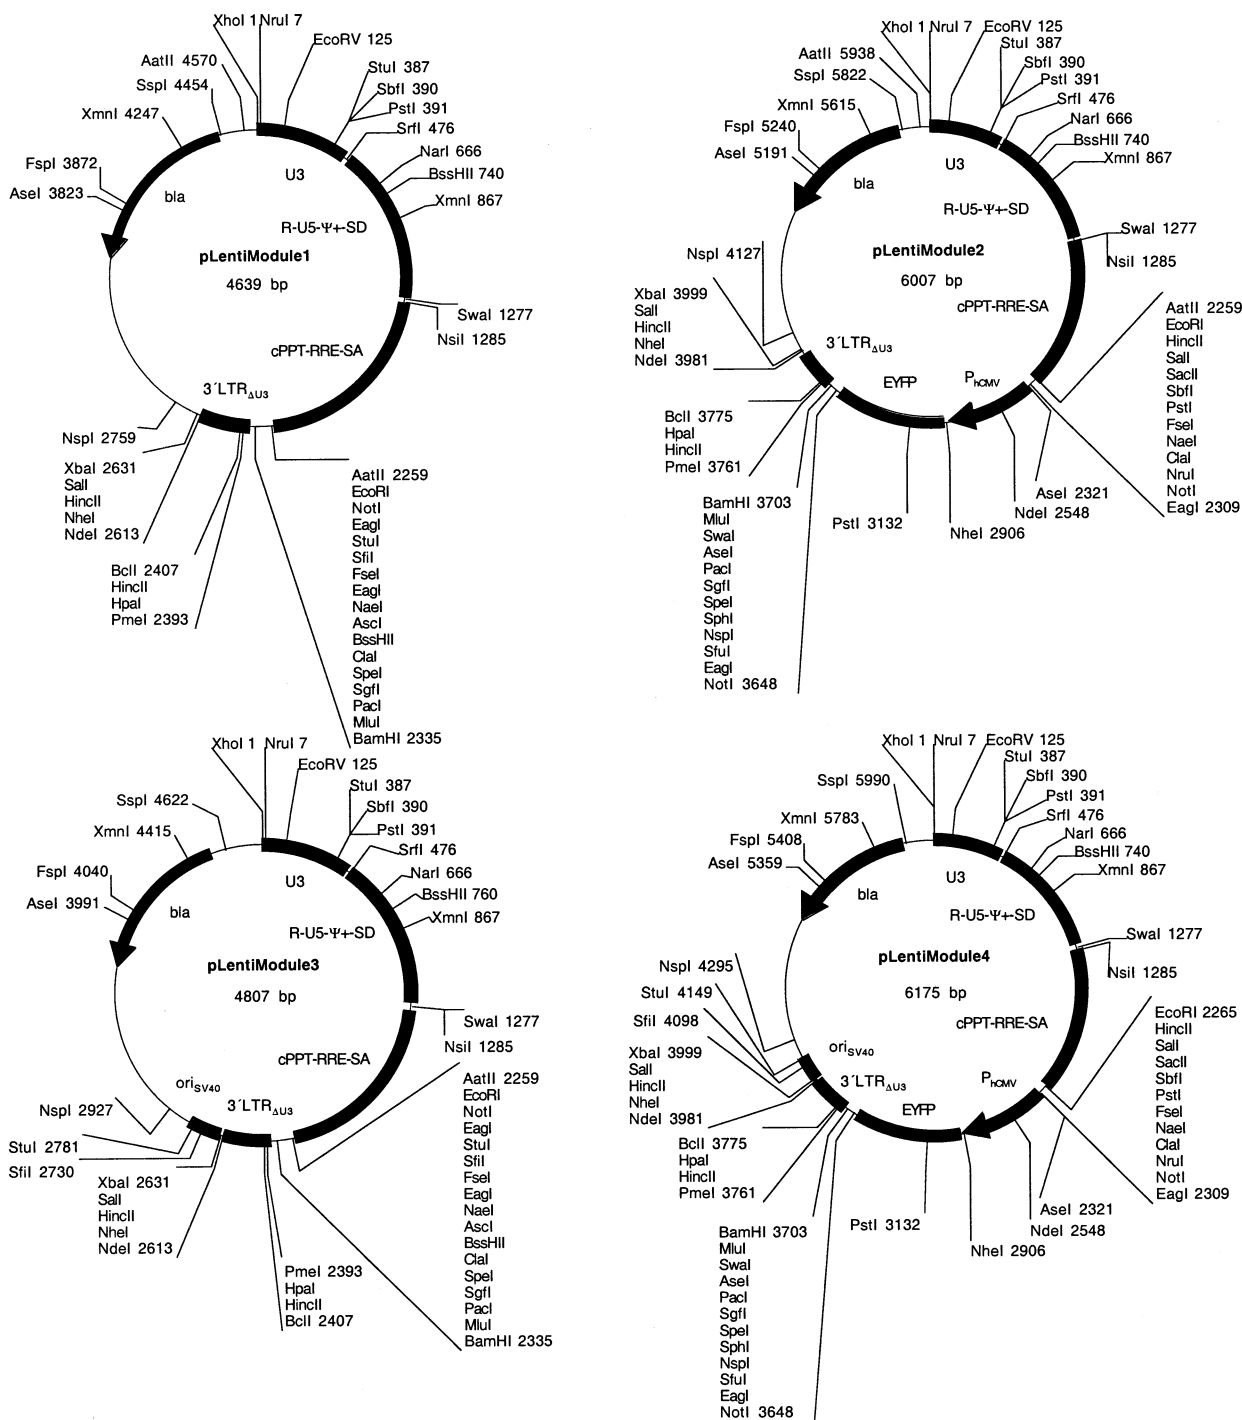 XhoI 1
NruI 7
EcoRV 125
StuI 387
SbfI 390
PstI 391
SrfI 476
NarI 666
BssHII 740
XmnI 867
AatII 4570
SspI 4454
XmnI 4247
FspI 3872
AseI 3823
bla
U3
R-U5-Ψ+-SD
pLentiModule1
4639 bp
SwaI 1277
NsiI 1285
cPPT-RRE-SA
3´LTRΔU3
NspI 2759
XbaI 2631
SalI
HincII
NheI
NdeI 2613
BclI 2407
HincII
HpaI
PmeI 2393
AatII 2259
EcoRI
NotI
EagI
StuI
SfiI
FseI
EagI
NaeI
AscI
BssHII
ClaI
SpeI
SgfI
PacI
MluI
BamHI 2335
XhoI 1
NruI 7
EcoRV 125
StuI 387
SbfI 390
PstI 391
SrfI 476
NarI 666
BssHII 740
XmnI 867
AatII 5938
SspI 5822
XmnI 5615
FspI 5240
AseI 5191
bla
U3
R-U5-Ψ+-SD
pLentiModule2
6007 bp
SwaI 1277
NsiI 1285
cPPT-RRE-SA
NspI 4127
XbaI 3999
SalI
HincII
NheI
NdeI 3981
3´LTRΔU3
EYFP
PhCMV
BclI 3775
HpaI
HincII
PmeI 3761
BamHI 3703
MluI
SwaI
AseI
PacI
SgfI
SpeI
SphI
NspI
SfuI
EagI
NotI 3648
PstI 3132
NheI 2906
NdeI 2548
AseI 2321
AatII 2259
EcoRI
HincII
SalI
SacII
SbfI
PstI
FseI
NaeI
ClaI
NruI
NotI
EagI 2309
XhoI 1
NruI 7
EcoRV 125
StuI 387
SbfI 390
PstI 391
SrfI 476
NarI 666
BssHII 760
XmnI 867
SspI 4622
XmnI 4415
FspI 4040
AseI 3991
bla
U3
R-U5-Ψ+-SD
pLentiModule3
4807 bp
SwaI 1277
NsiI 1285
cPPT-RRE-SA
oriSV40
3´LTRΔU3
NspI 2927
StuI 2781
SfiI 2730
XbaI 2631
SalI
HincII
NheI
NdeI 2613
PmeI 2393
HpaI
HincII
BclI 2407
AatII 2259
EcoRI
NotI
EagI
StuI
SfiI
FseI
EagI
NaeI
AscI
BssHII
ClaI
SpeI
SgfI
PacI
MluI
BamHI 2335
XhoI 1
NruI 7
EcoRV 125
StuI 387
SbfI 390
PstI 391
SrfI 476
NarI 666
BssHII 740
XmnI 867
SspI 5990
XmnI 5783
FspI 5408
AseI 5359
bla
U3
R-U5-Ψ+-SD
pLentiModule4
6175 bp
SwaI 1277
NsiI 1285
cPPT-RRE-SA
NspI 4295
StuI 4149
SfiI 4098
XbaI 3999
SalI
HincII
NheI
NdeI 3981
oriSV40
3´LTRΔU3
EYFP
PhCMV
BclI 3775
HpaI
HincII
PmeI 3761
BamHI 3703
MluI
SwaI
AseI
PacI
SgfI
SpeI
SphI
NspI
SfuI
EagI
NotI 3648
PstI 3132
NheI 2906
NdeI 2548
AseI 2321
EcoRI 2265
HincII
SalI
SacII
SbfI
PstI
FseI
NaeI
ClaI
NruI
NotI
EagI 2309